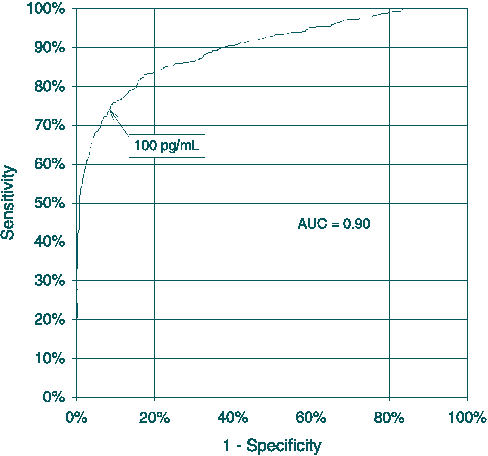 100%
90%
80%
70%
60%
50%
40%
30%
20%
10%
0%
Sensitivity
100 pg/mL
AUC = 0.90
0% 20% 40% 60% 80% 100%
1 - Specificity